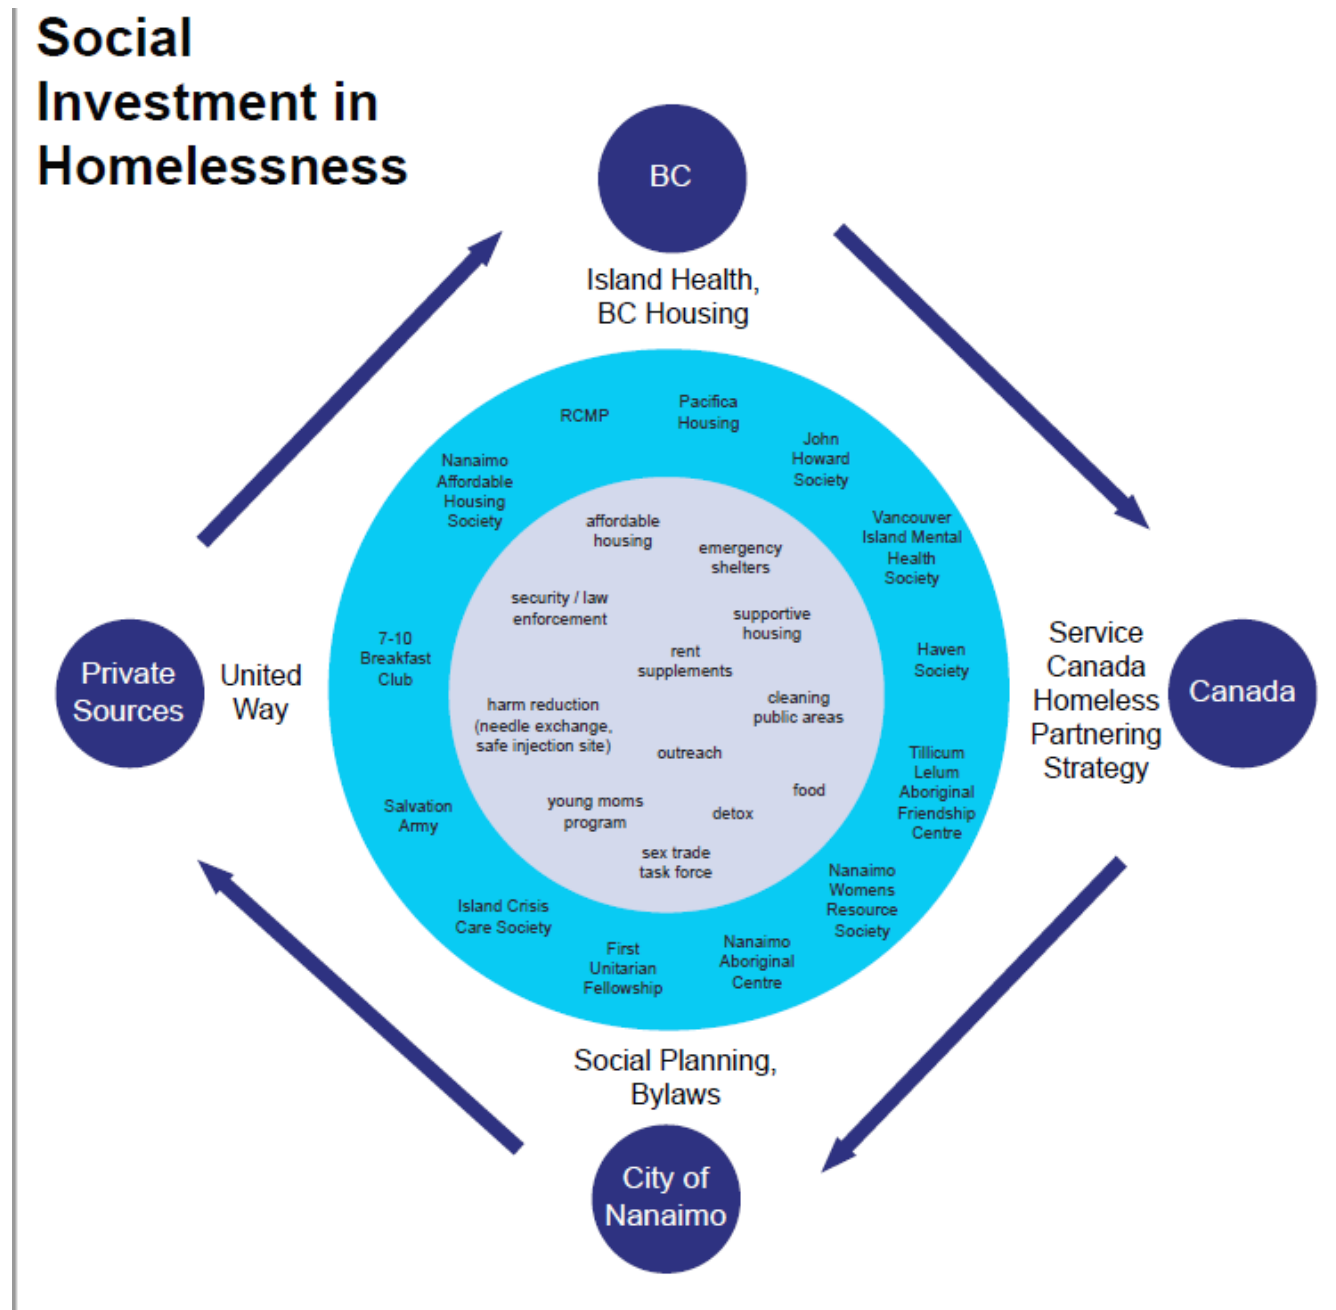 Social
Investment in
Homelessness
BC
Island Health,
BC Housing
RCMP
Pacifica
Housing
John
Howard
Society
Nanaimo
Affordable
Housing
Society
Vancouver
Island Mental
Health
Society
affordable
housing
emergency
shelters
security / law
enforcement
supportive
housing
7-10
Breakfast
Club
rent
supplements
Haven
Society
Private
Sources
United
Way
Service
Canada
Homeless
Partnering
Strategy
Canada
harm reduction
(needle exchange,
safe injection site)
cleaning
public areas
outreach
Tillicum
Lelum
Aboriginal
Friendship
Centre
food
Salvation
Army
young moms
program
detox
sex trade
task force
Nanaimo
Womens
Resource
Society
Island Crisis
Care Society
First
Unitarian
Fellowship
Nanaimo
Aboriginal
Centre
Social Planning,
Bylaws
City of
Nanaimo